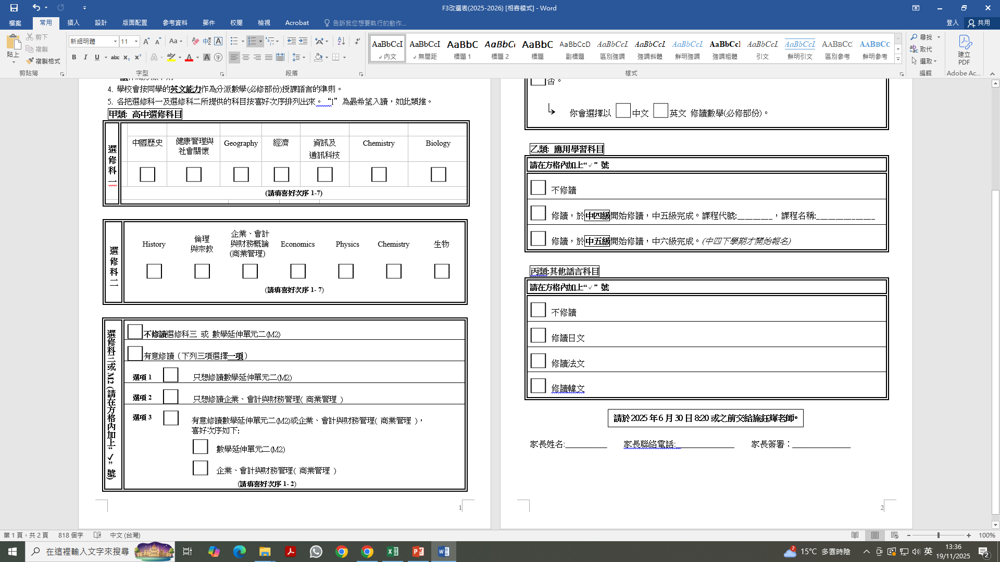 F3改選表(2025-2026) [相容模式] - Word
檔案 常用 插入 設計 版面配置 參考資料 郵件 校閱 檢視 Acrobat 告訴我您想要執行的動作... 登入 共用
貼上 剪下 複製 複製格式 剪貼簿
新細明體 11 字型 段落
AaBbCcI 內文 AaBbCcI 無間距 AaBbC 標題 1 AaBbC 標題 2 AaBbC 標題 AaBbCcD 副標題 AaBbCcI 區別強調 AaBbCcI 強調斜體 AaBbCcI 鮮明強調 AaBbCcI 強調粗體 AaBbCcI 引文 AaBbCcI 鮮明引文 AaBbCc 區別參考 AaBbCc 鮮明參考
樣式
尋找 取代 選取 編輯
建立 PDF Adobe Ac...
4. 學校會按同學的英文能力作為分派數學(必修部份)授課語言的準則。
5. 各把選修科一及選修科二所提供的科目按喜好次序排列出來。“1”為最希望入讀，如此類推。
甲類: 高中選修科目
選修科一
中國歷史 健康管理與社會關懷 Geography 經濟 資訊及通訊科技 Chemistry Biology
(請填喜好次序 1-7)
選修科二
History 倫理與宗教 企業、會計與財務概論(商業管理) Economics Physics Chemistry 生物
(請填喜好次序 1- 7)
選修科三或 M2 (請在方格內加上“✓”號)
不修讀選修科三 或 數學延伸單元二(M2)
有意修讀（下列三項選擇一項）
選項 1 只想修讀數學延伸單元二(M2)
選項 2 只想修讀企業、會計與財務管理( 商業管理 )
選項 3 有意修讀數學延伸單元二(M2)或企業、會計與財務管理( 商業管理 )，
喜好次序如下:
數學延伸單元二(M2)
企業、會計與財務管理( 商業管理 )
(請填喜好次序 1- 2)
1
否。
你會選擇以 中文 英文 修讀數學(必修部份)。
乙類: 應用學習科目
請在方格內加上“✓” 號
不修讀
修讀，於中四級開始修讀，中五級完成。課程代號:________，課程名稱:______________
修讀，於中五級開始修讀，中六級完成。(中四下學期才開始報名)
丙類:其他語言科目
請在方格內加上“✓” 號
不修讀
修讀日文
修讀法文
修讀韓文
請於2025 年 6 月 30 日 8:20 或之前交給施鈺輝老師。
家長姓名:__________ 家長聯絡電話:______________ 家長簽署：______________
2
第 1 頁，共 2 頁 818 個字 中文 (台灣) 100%
在這裡輸入文字來搜尋 15°C 多雲時陰 英 13:36
19/11/2025